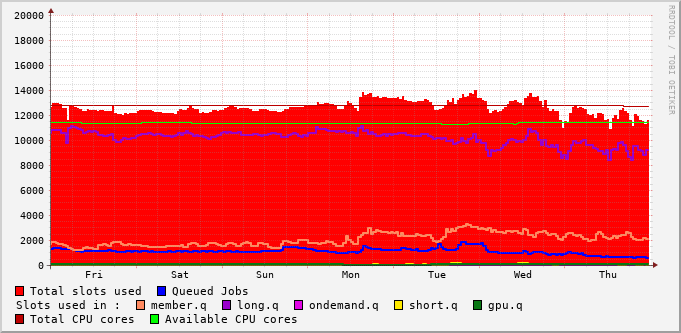 RRDTOOL / TOBI OETIKER
20000
18000
16000
14000
12000
10000
8000
6000
4000
2000
0
Fri Sat Sun Mon Tue Wed Thu
Total slots used Queued Jobs
Slots used in : member.q long.q ondemand.q short.q gpu.q
Total CPU cores Available CPU cores